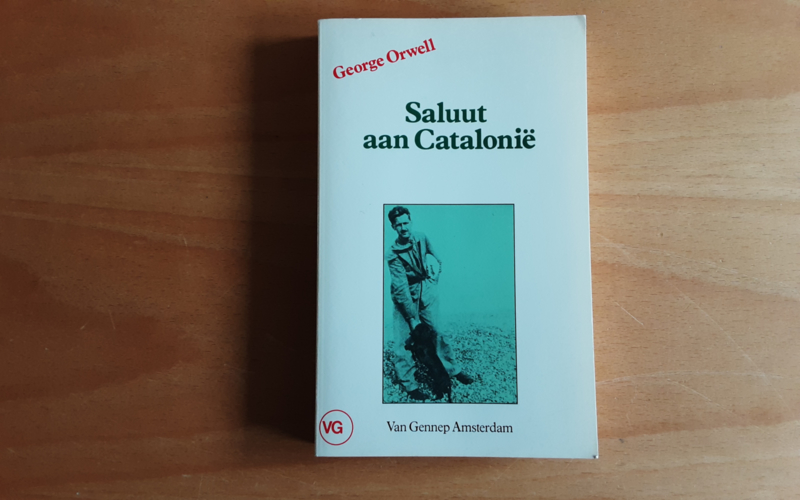 George Orwell
Saluut
aan Catalonië
VG
Van Gennep Amsterdam